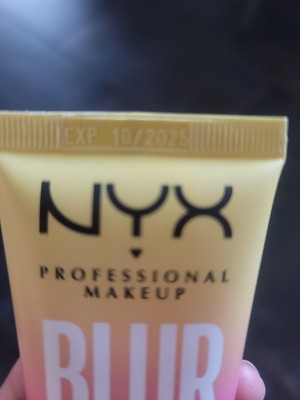 EXP 10/2025
NYX
PROFESSIONAL
MAKEUP
BLUR